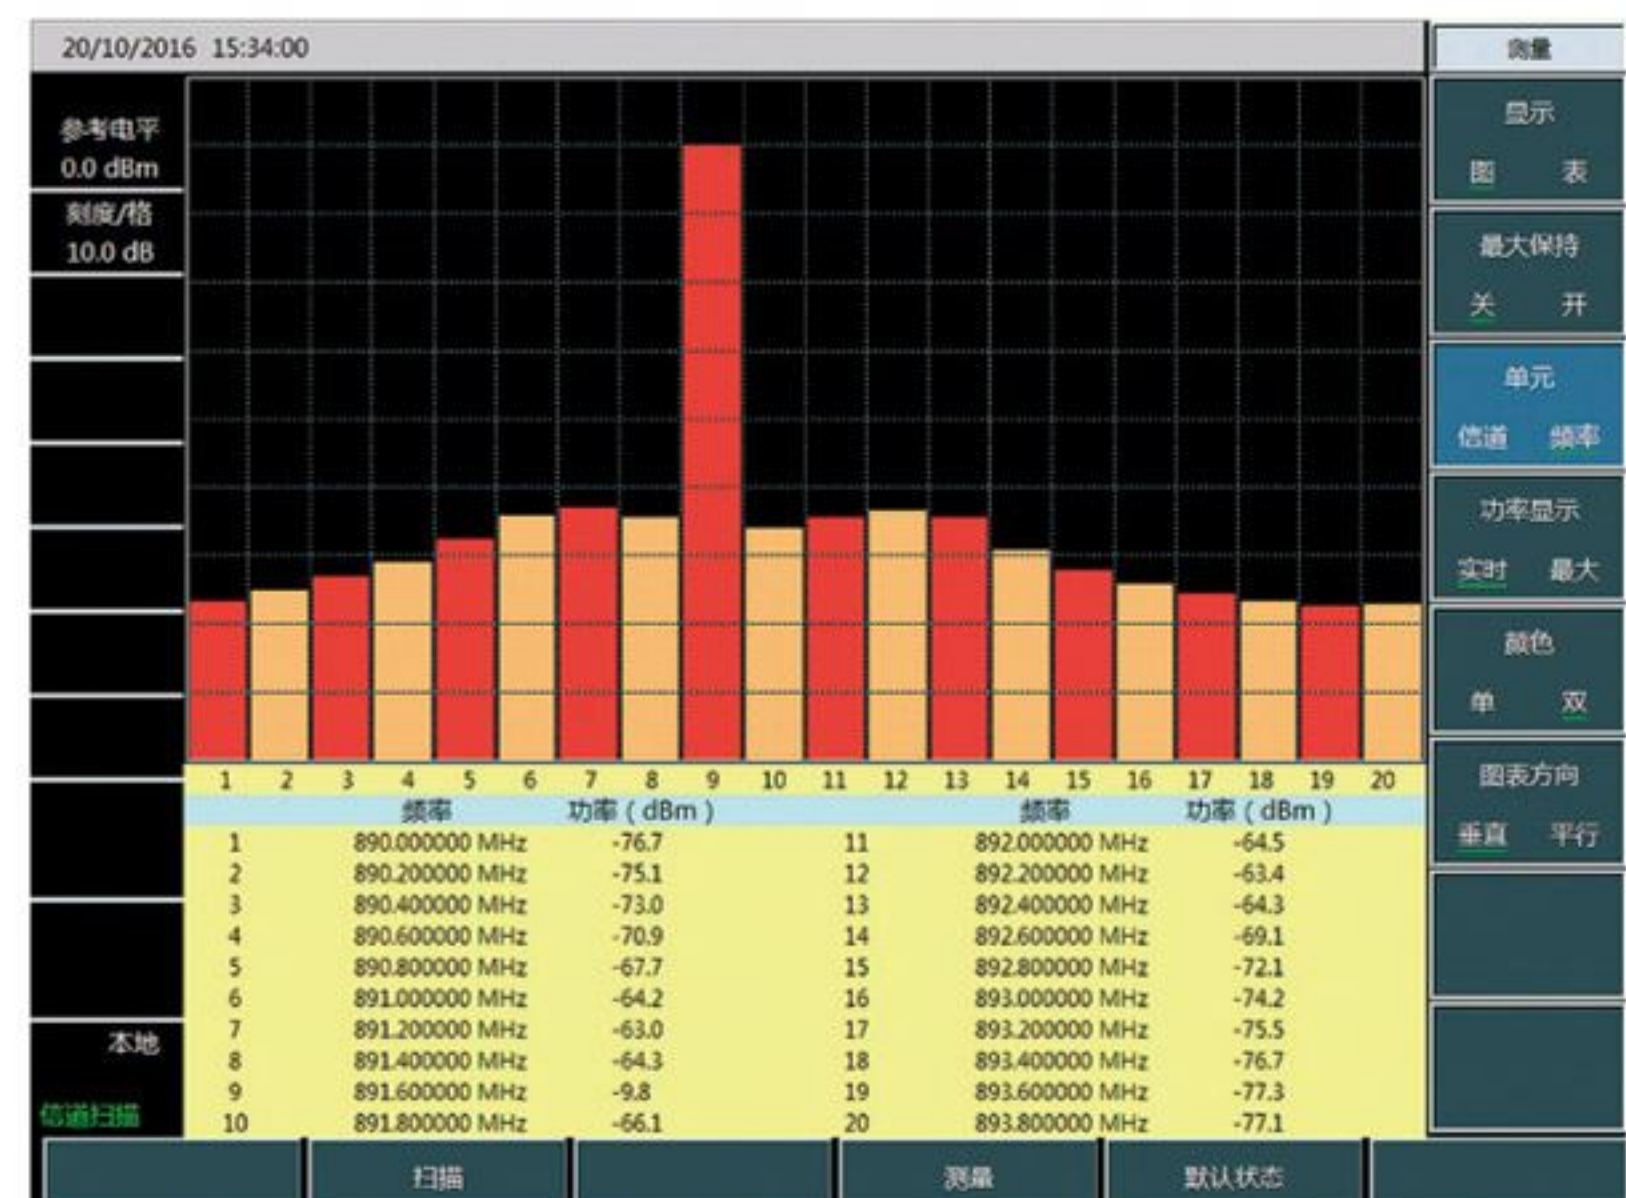 20/10/2016 15:34:00
测量
参考电平
0.0 dBm
刻度/格
10.0 dB
显示
图 表
最大保持
关 开
单元
信道 频率
功率显示
实时 最大
颜色
单 双
图表方向
垂直 平行
1 2 3 4 5 6 7 8 9 10 11 12 13 14 15 16 17 18 19 20
频率 功率(dBm) 频率 功率(dBm)
1 890.000000 MHz -76.7 11 892.000000 MHz -64.5
2 890.200000 MHz -75.1 12 892.200000 MHz -63.4
3 890.400000 MHz -73.0 13 892.400000 MHz -64.3
4 890.600000 MHz -70.9 14 892.600000 MHz -69.1
5 890.800000 MHz -67.7 15 892.800000 MHz -72.1
6 891.000000 MHz -64.2 16 893.000000 MHz -74.2
7 891.200000 MHz -63.0 17 893.200000 MHz -75.5
8 891.400000 MHz -64.3 18 893.400000 MHz -76.7
9 891.600000 MHz -9.8 19 893.600000 MHz -77.3
10 891.800000 MHz -66.1 20 893.800000 MHz -77.1
本地
信道扫描
扫描 测量 默认状态